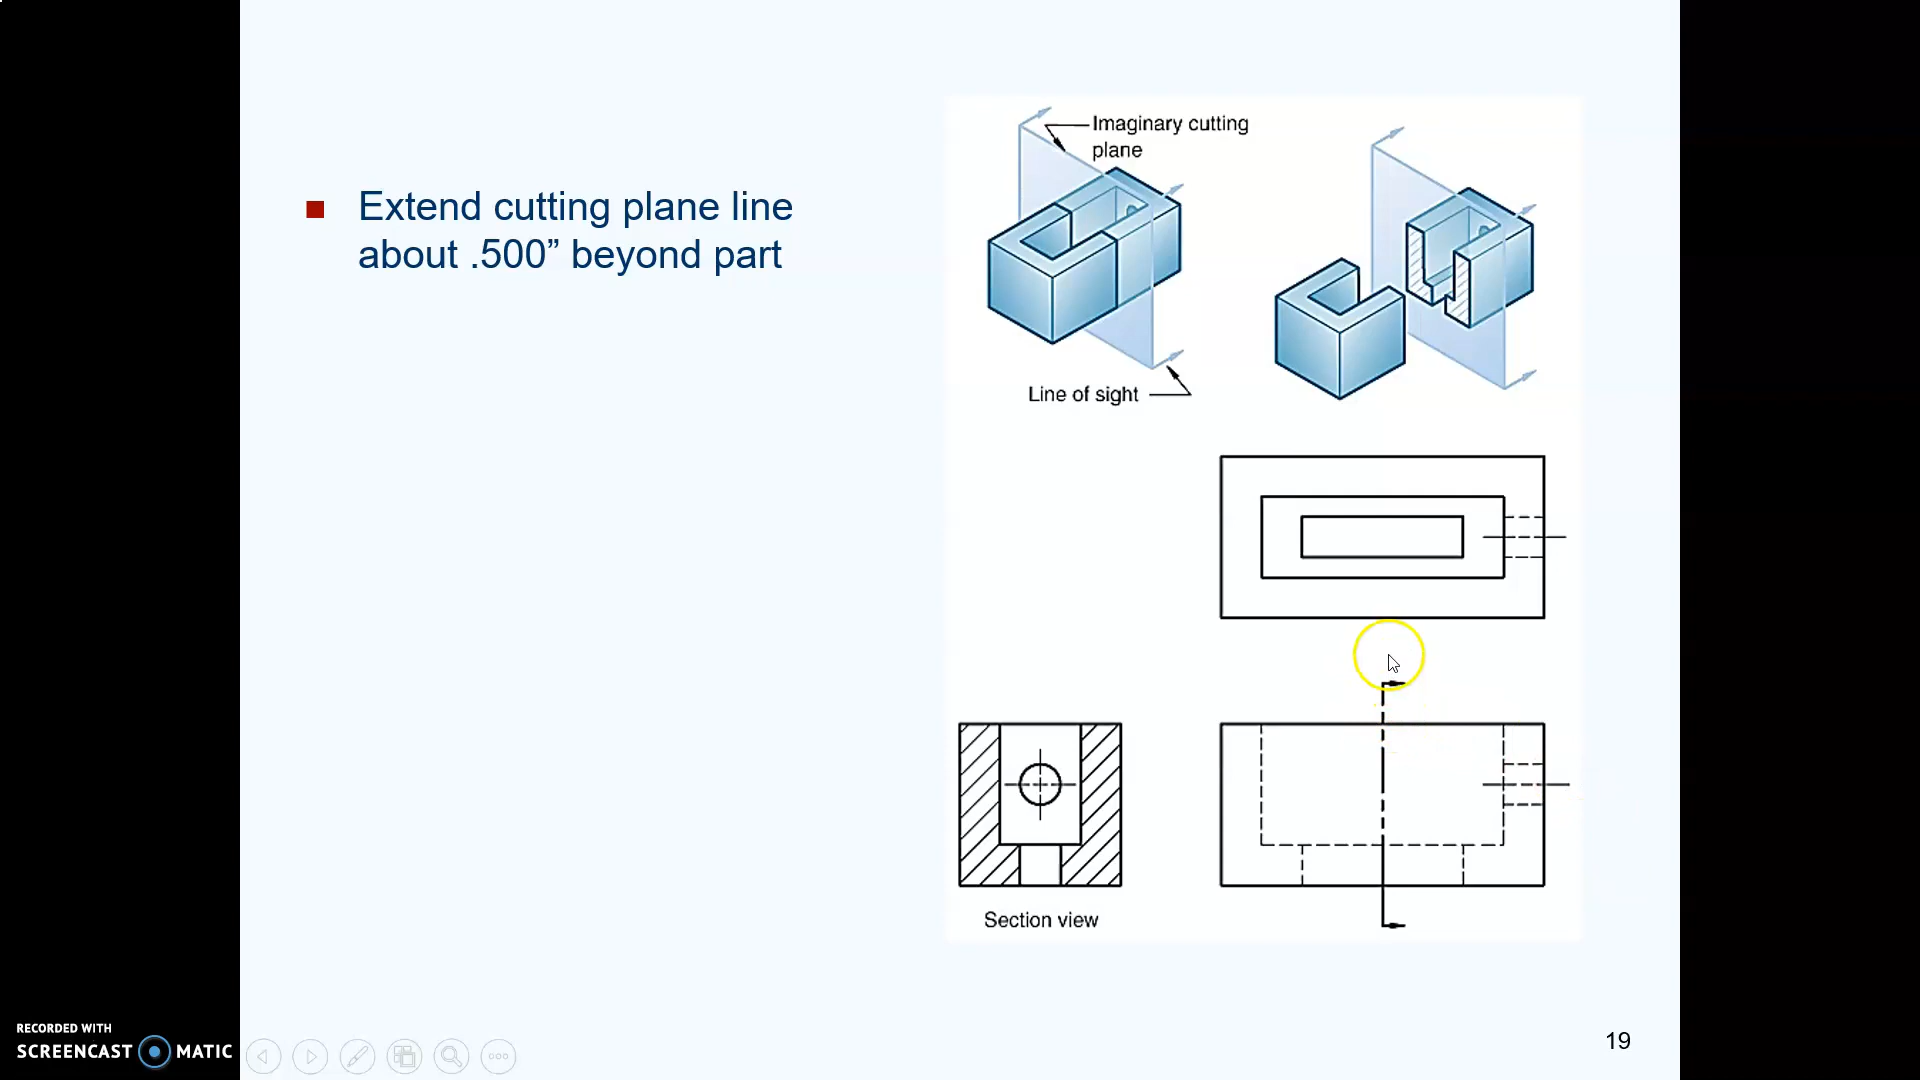 Extend cutting plane line
about .500” beyond part
Imaginary cutting
plane
Line of sight
Section view
RECORDED WITH
SCREENCAST MATIC
19